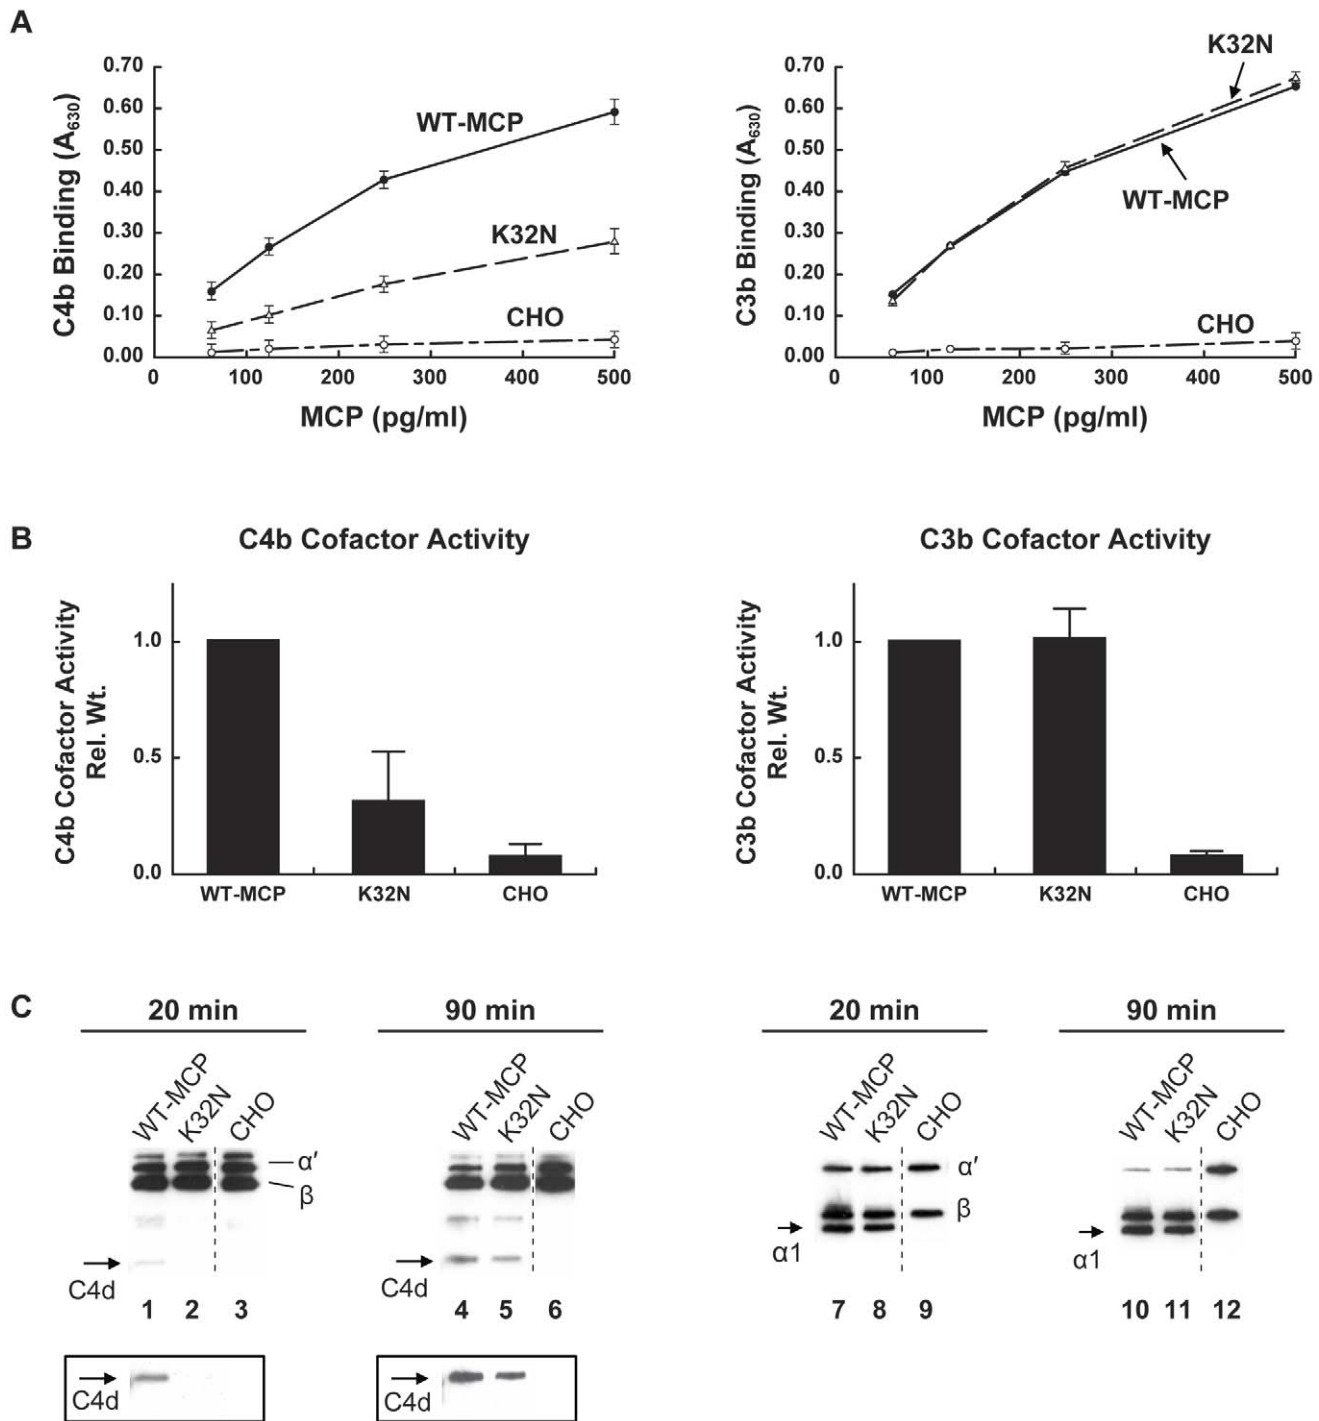 A
C4b Binding (A630)
0.70
0.60
0.50
0.40
0.30
0.20
0.10
0.00
WT-MCP
K32N
CHO
0 100 200 300 400 500
MCP (pg/ml)
C3b Binding (A630)
0.70
0.60
0.50
0.40
0.30
0.20
0.10
0.00
K32N
WT-MCP
CHO
0 100 200 300 400 500
MCP (pg/ml)
B
C4b Cofactor Activity
C4b Cofactor Activity
Rel. Wt.
1.0
0.5
0.0
WT-MCP K32N CHO
C3b Cofactor Activity
C3b Cofactor Activity
Rel. Wt.
1.0
0.5
0.0
WT-MCP K32N CHO
C
20 min
WT-MCP
K32N
CHO
α′
β
C4d
1 2 3
C4d
90 min
WT-MCP
K32N
CHO
C4d
4 5 6
C4d
20 min
WT-MCP
K32N
CHO
α′
β
α1
7 8 9
90 min
WT-MCP
K32N
CHO
α1
10 11 12